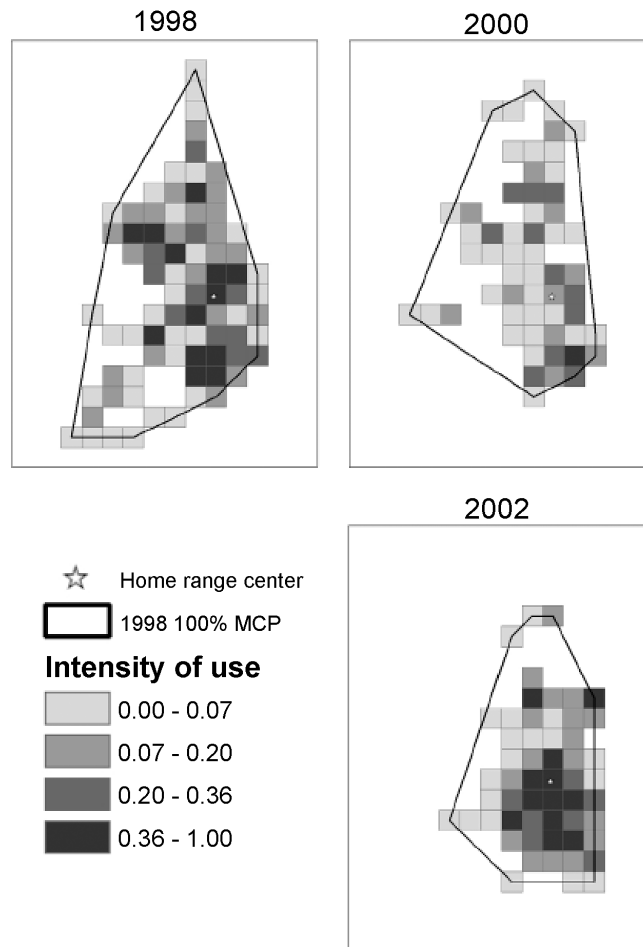 1998
2000
2002
Home range center
1998 100% MCP
Intensity of use
0.00 - 0.07
0.07 - 0.20
0.20 - 0.36
0.36 - 1.00